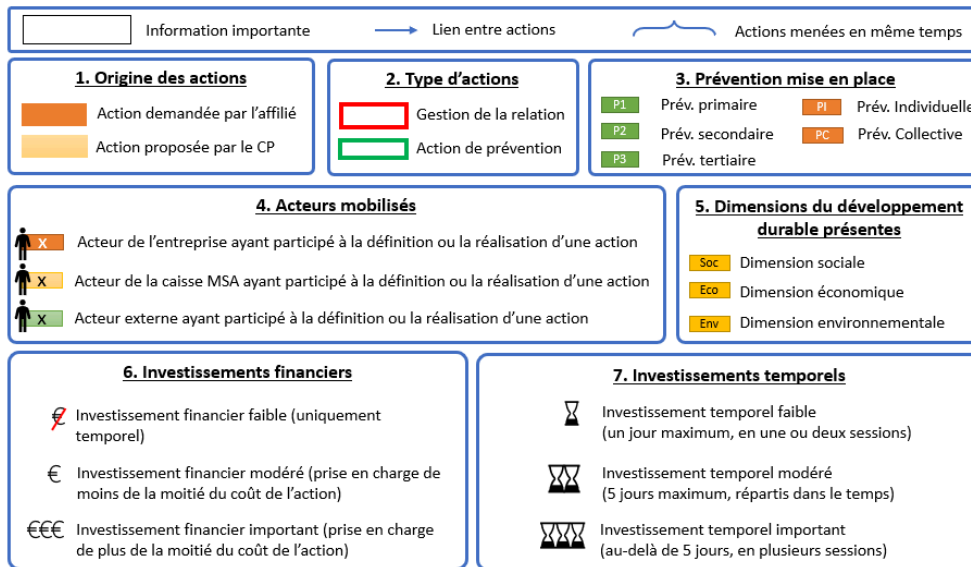 Information importante
Lien entre actions
Actions menées en même temps
1. Origine des actions
Action demandée par l'affilié
Action proposée par le CP
2. Type d'actions
Gestion de la relation
Action de prévention
3. Prévention mise en place
P1 Prév. primaire
PI Prév. Individuelle
P2 Prév. secondaire
PC Prév. Collective
P3 Prév. tertiaire
4. Acteurs mobilisés
X Acteur de l'entreprise ayant participé à la définition ou la réalisation d'une action
X Acteur de la caisse MSA ayant participé à la définition ou la réalisation d'une action
X Acteur externe ayant participé à la définition ou la réalisation d'une action
5. Dimensions du développement
durable présentes
Soc Dimension sociale
Eco Dimension économique
Env Dimension environnementale
6. Investissements financiers
€ Investissement financier faible (uniquement
temporel)
€ Investissement financier modéré (prise en charge de
moins de la moitié du coût de l'action)
€€€ Investissement financier important (prise en charge
de plus de la moitié du coût de l'action)
7. Investissements temporels
Investissement temporel faible
(un jour maximum, en une ou deux sessions)
Investissement temporel modéré
(5 jours maximum, répartis dans le temps)
Investissement temporel important
(au-delà de 5 jours, en plusieurs sessions)